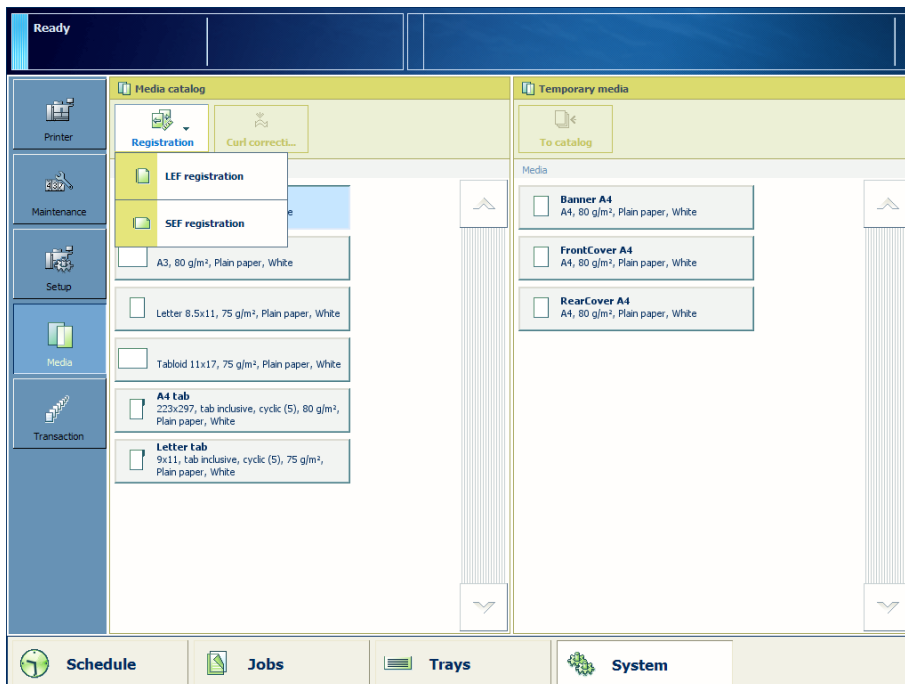 Ready
Printer
Maintenance
Setup
Media
Transaction
Media catalog
Registration
Curl correcti...
LEF registration
SEF registration
e
A3, 80 g/m², Plain paper, White
Letter 8.5x11, 75 g/m², Plain paper, White
Tabloid 11x17, 75 g/m², Plain paper, White
A4 tab
223x297, tab inclusive, cyclic (5), 80 g/m²,
Plain paper, White
Letter tab
9x11, tab inclusive, cyclic (5), 75 g/m²,
Plain paper, White
Temporary media
To catalog
Media
Banner A4
A4, 80 g/m², Plain paper, White
FrontCover A4
A4, 80 g/m², Plain paper, White
RearCover A4
A4, 80 g/m², Plain paper, White
Schedule
Jobs
Trays
System